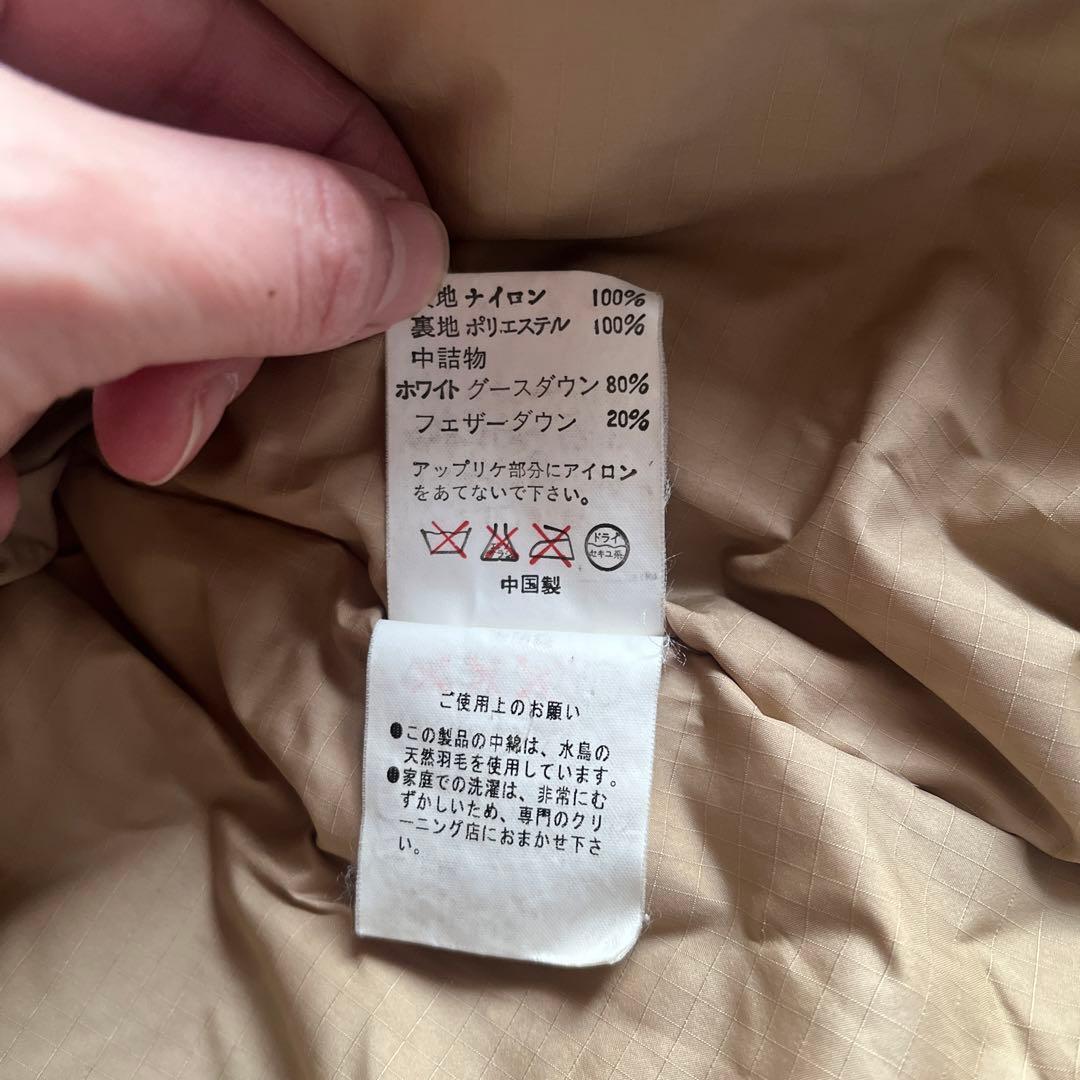 地 ナイロン 100%
裏地 ポリエステル 100%
中詰物
ホワイト グースダウン 80%
フェザーダウン 20%
アップリケ部分にアイロン
をあてないで下さい。
ドライ
セキユ系
中国製
ご使用上のお願い
●この製品の中綿は、水鳥の
天然羽毛を使用しています。
●家庭での洗濯は、非常にむ
ずかしいため、専門のクリ
ーニング店におまかせ下さ
い。